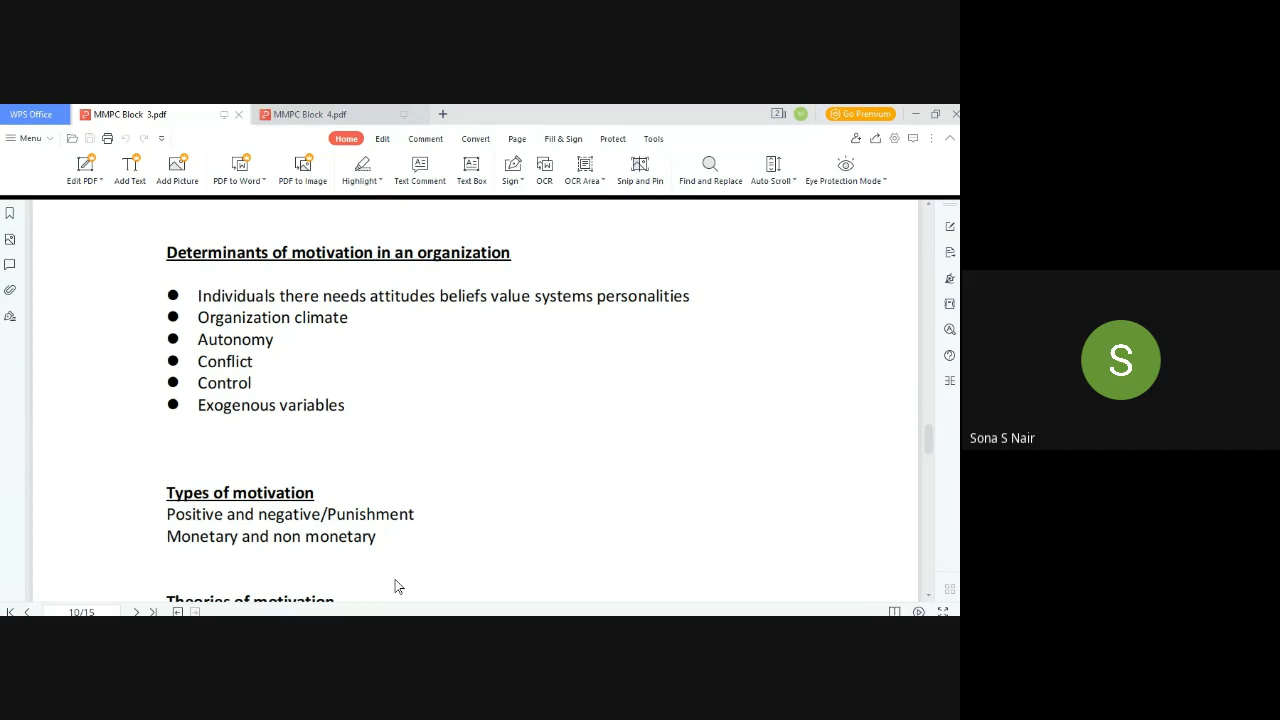 WPS Office
MMPC Block 3.pdf
MMPC Block 4.pdf
Go Premium
Menu
Home
Edit
Comment
Convert
Page
Fill & Sign
Protect
Tools
Edit PDF
Add Text
Add Picture
PDF to Word
PDF to Image
Highlight
Text Comment
Text Box
Sign
OCR
OCR Area
Snip and Pin
Find and Replace
Auto Scroll
Eye Protection Mode
Determinants of motivation in an organization
● Individuals there needs attitudes beliefs value systems personalities
● Organization climate
● Autonomy
● Conflict
● Control
● Exogenous variables
Types of motivation
Positive and negative/Punishment
Monetary and non monetary
Theories of motivation
10/15
S
Sona S Nair